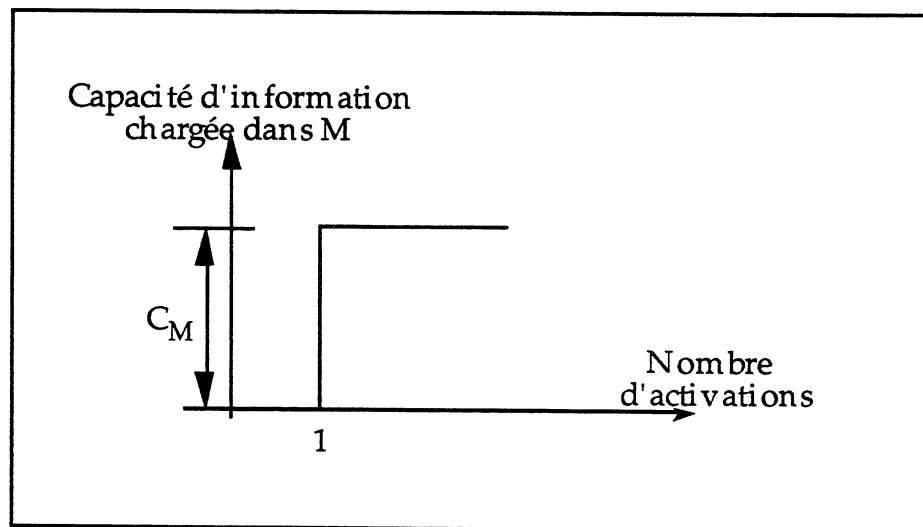 Capacité d'information
chargée dans M
C_M
Nombre
d'activations
1